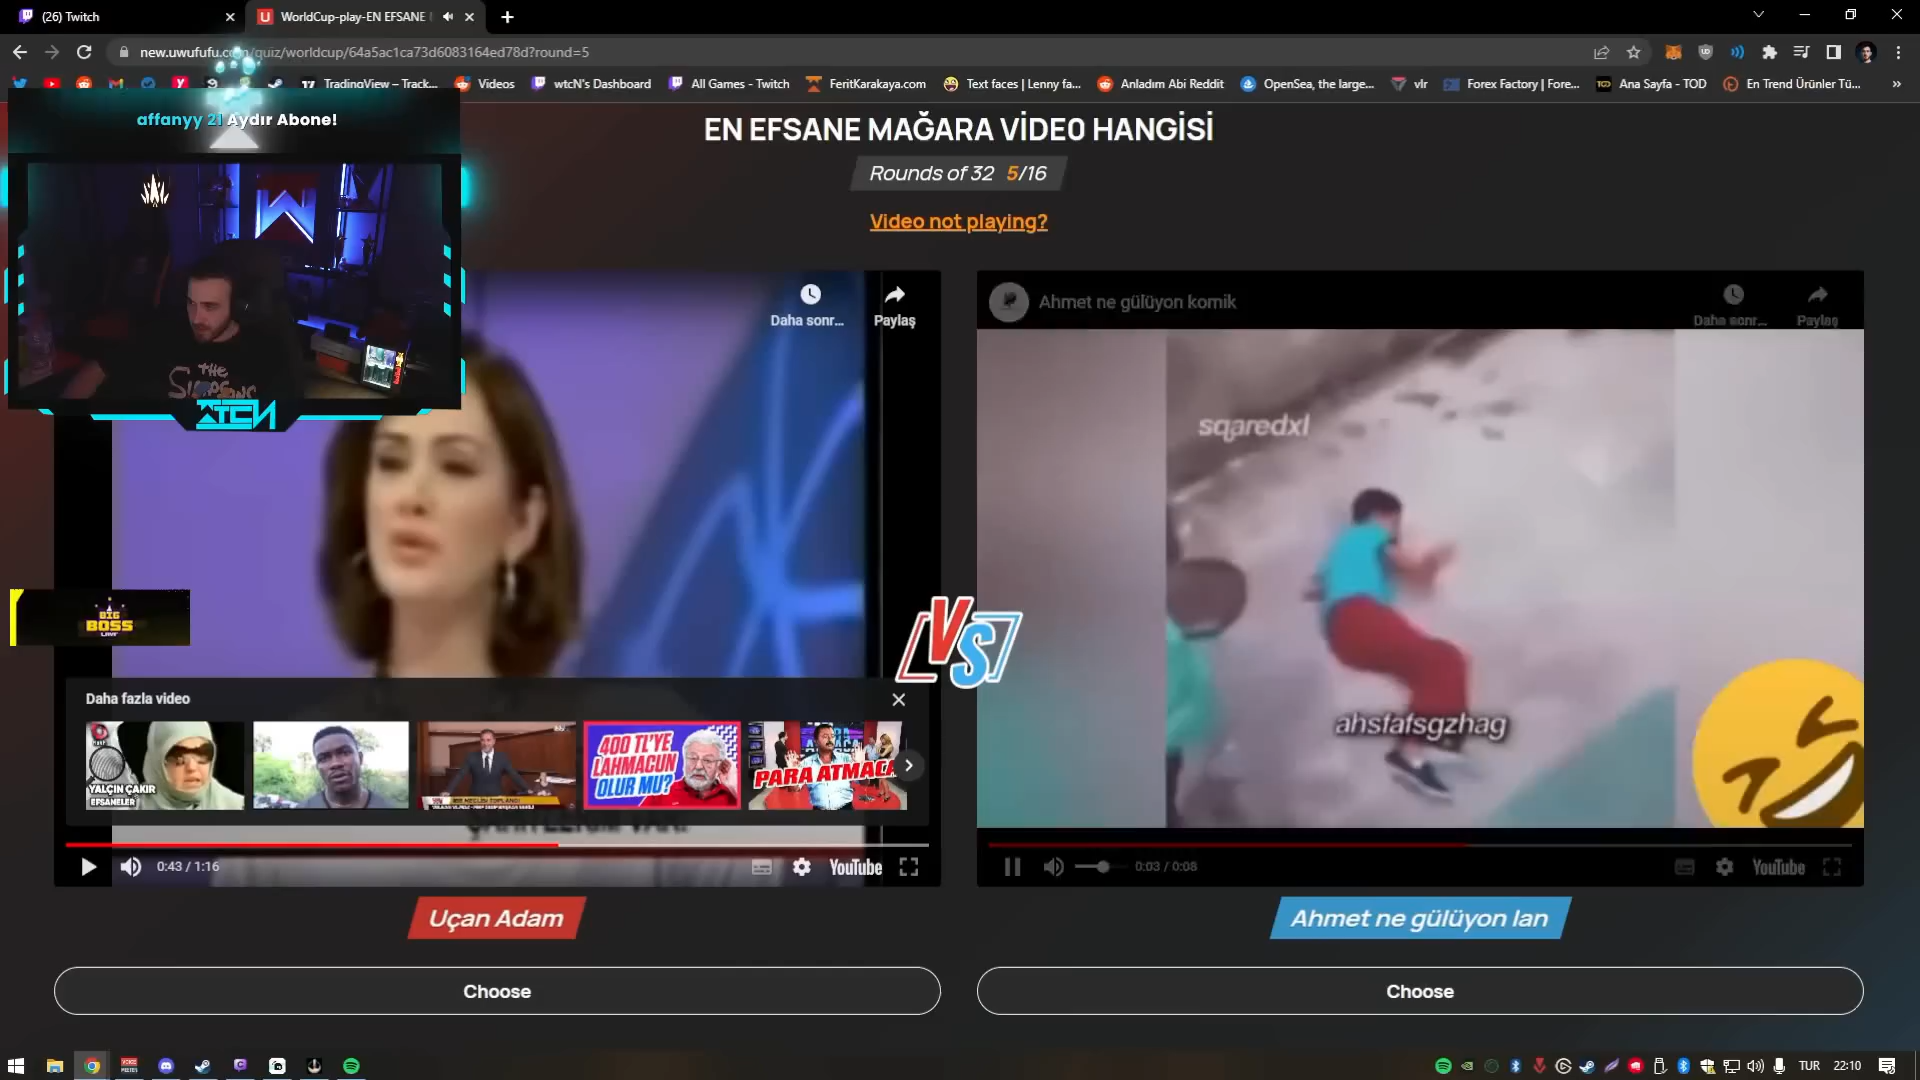 (26) Twitch
WorldCup-play-EN EFSANE
new.uwufufu.com/quiz/worldcup/64a5ac1ca73d6083164ed78d?round=5
TradingView – Track...
Videos
wtcN's Dashboard
All Games - Twitch
FeritKarakaya.com
Text faces | Lenny fa...
Anladım Abi Reddit
OpenSea, the large...
vlr
Forex Factory | Fore...
Ana Sayfa - TOD
En Trend Ürünler Tü...
affanyy 21 Aydır Abone!
EN EFSANE MAĞARA VİDEO HANGİSİ
Rounds of 32 5/16
Video not playing?
THE
WTCN
Daha sonr...
Paylaş
Ahmet ne gülüyon komik
Daha sonr...
Paylaş
sqaredxl
BİG
BOSS
VS
Daha fazla video
YALÇIN ÇAKIR
EFSANELER
400 TL'YE
LAHMACUN
OLUR MU?
PARA ATMACA
ahsfafsgzhag
0:43 / 1:16
YouTube
0:03 / 0:08
YouTube
Uçan Adam
Ahmet ne gülüyon lan
Choose
Choose
TUR
22:10